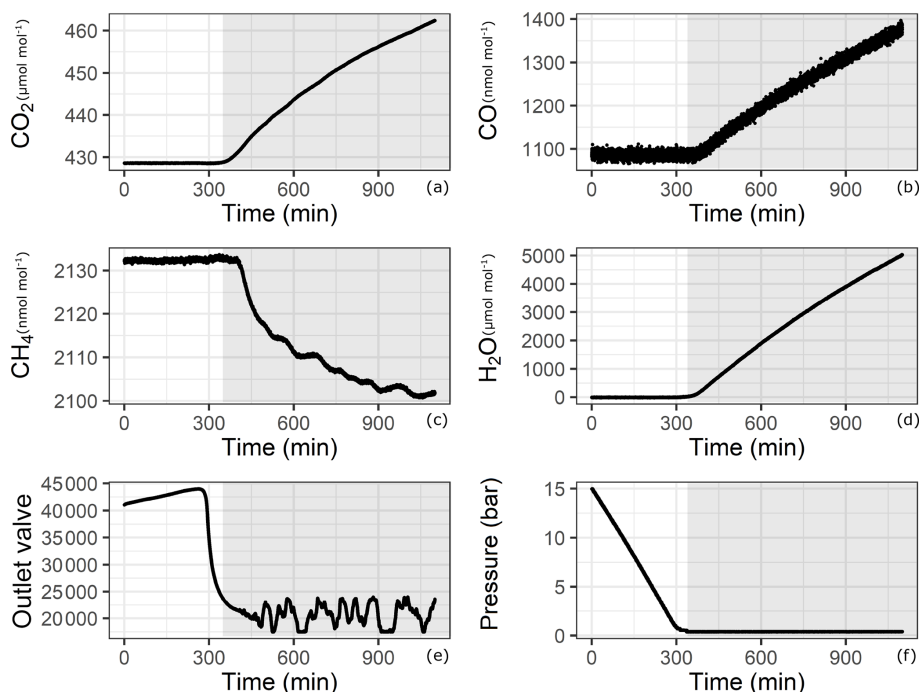 CO₂ (µmol mol⁻¹)
460
450
440
430
0 300 600 900
(a)
Time (min)
CO (nmol mol⁻¹)
1400
1300
1200
1100
0 300 600 900
(b)
Time (min)
CH₄ (nmol mol⁻¹)
2130
2120
2110
2100
0 300 600 900
(c)
Time (min)
H₂O (µmol mol⁻¹)
5000
4000
3000
2000
1000
0
0 300 600 900
(d)
Time (min)
Outlet valve
45000
40000
35000
30000
25000
20000
0 300 600 900
(e)
Time (min)
Pressure (bar)
15
10
5
0
0 300 600 900
(f)
Time (min)